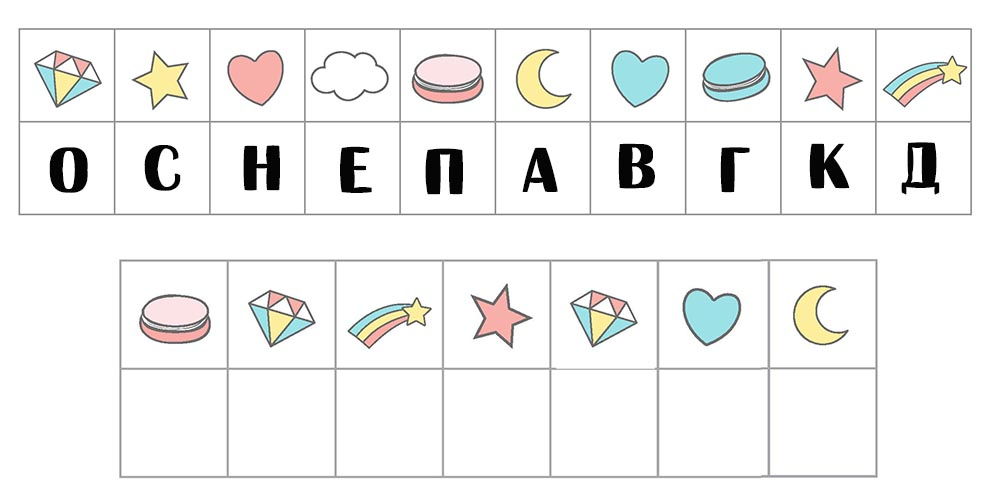 О С Н Е П А В Г К Д